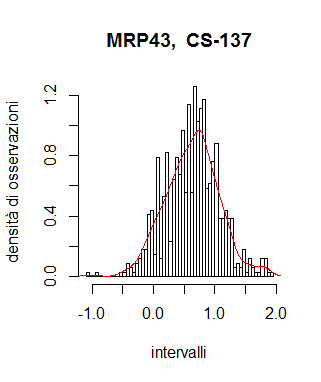 MRP43, CS-137
densità di osservazioni
1.2
0.8
0.4
0.0
-1.0 0.0 1.0 2.0
intervalli